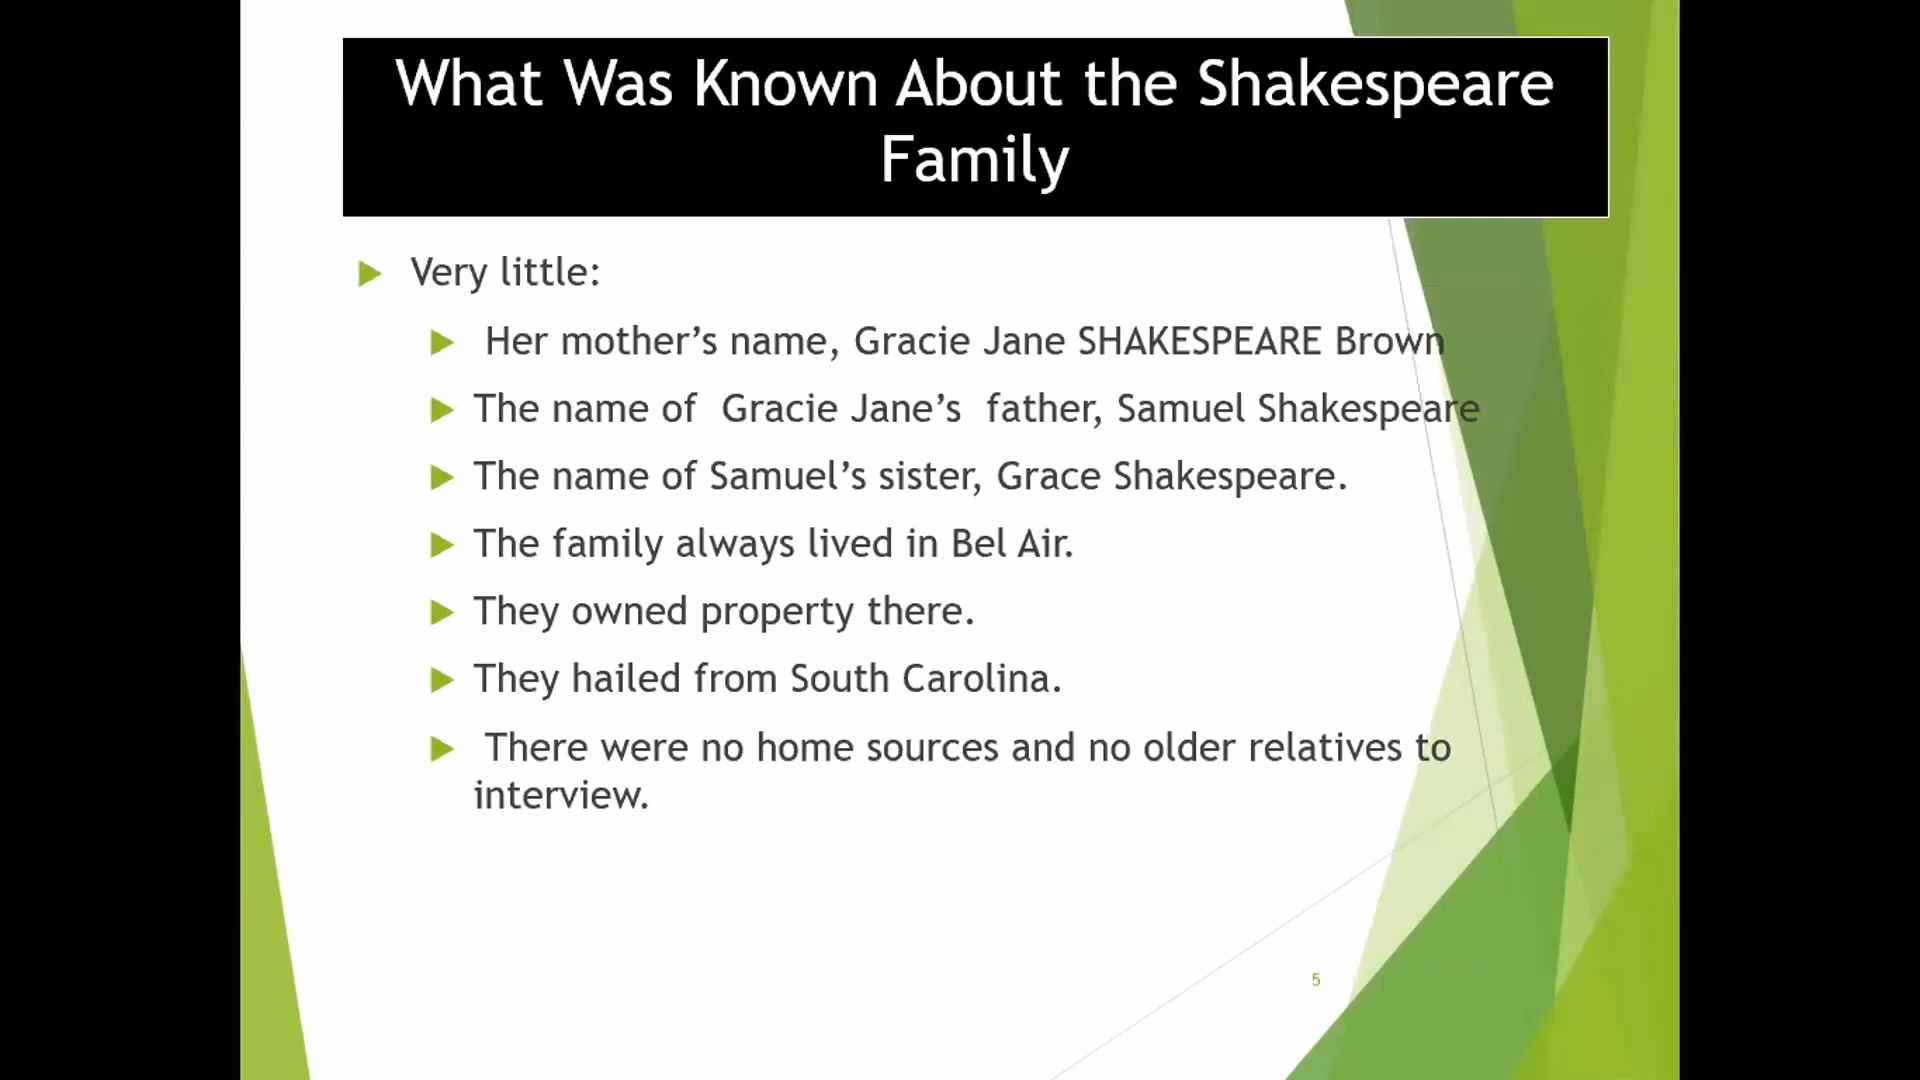 What Was Known About the Shakespeare
Family
Very little:
Her mother’s name, Gracie Jane SHAKESPEARE Brown
The name of Gracie Jane’s father, Samuel Shakespeare
The name of Samuel’s sister, Grace Shakespeare.
The family always lived in Bel Air.
They owned property there.
They hailed from South Carolina.
There were no home sources and no older relatives to
interview.
5